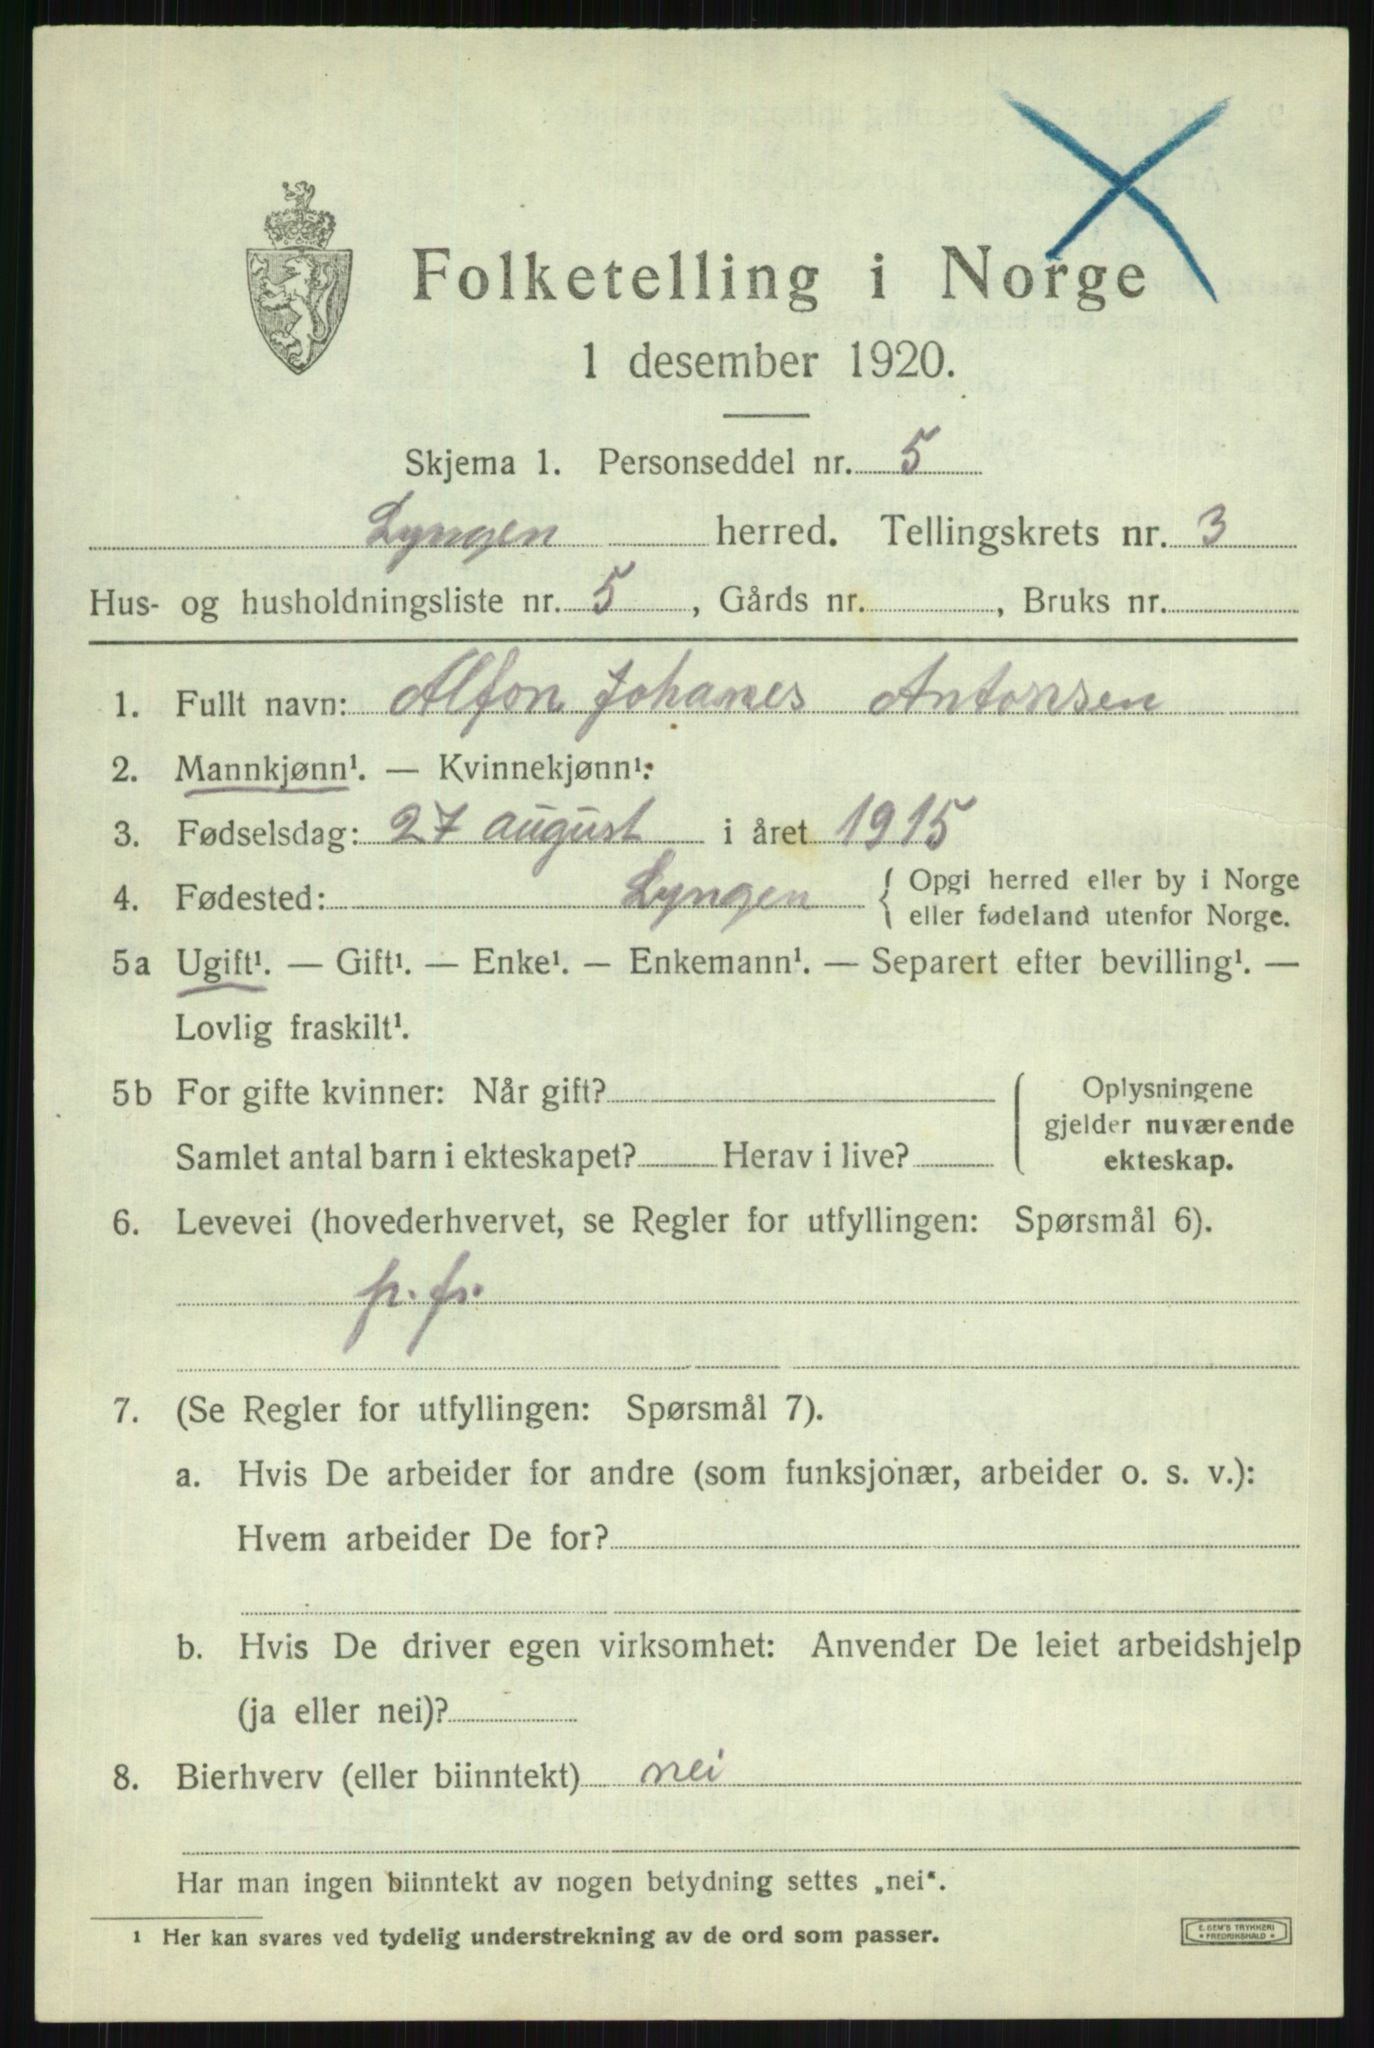 Folketelling i Norge
1 desember 1920.
Skjema 1. Personseddel nr. 5
Lyngen herred. Tellingskrets nr. 3
Hus- og husholdningsliste nr. 5, Gårds nr. , Bruks nr.
1. Fullt navn: Alfon Johanes Antonsen
2. Mannkjønn¹. — Kvinnekjønn¹.
3. Fødselsdag: 27 august i året 1915
4. Fødested: Lyngen { Opgi herred eller by i Norge
eller fødeland utenfor Norge.
5a Ugift¹. — Gift¹. — Enke¹. — Enkemann¹. — Separert efter bevilling¹. —
Lovlig fraskilt¹.
5b For gifte kvinner: Når gift?
Samlet antal barn i ekteskapet? Herav i live?
Oplysningene
gjelder nuværende
ekteskap.
6. Levevei (hovederhvervet, se Regler for utfyllingen: Spørsmål 6).
p. fr.
7. (Se Regler for utfyllingen: Spørsmål 7).
a. Hvis De arbeider for andre (som funksjonær, arbeider o. s. v.):
Hvem arbeider De for?
b. Hvis De driver egen virksomhet: Anvender De leiet arbeidshjelp
(ja eller nei)?
8. Bierhverv (eller biinntekt) nei
Har man ingen biinntekt av nogen betydning settes „nei“.
¹ Her kan svares ved tydelig understrekning av de ord som passer.
E. SEM'S TRYKKERI
FREDRIKSHALD